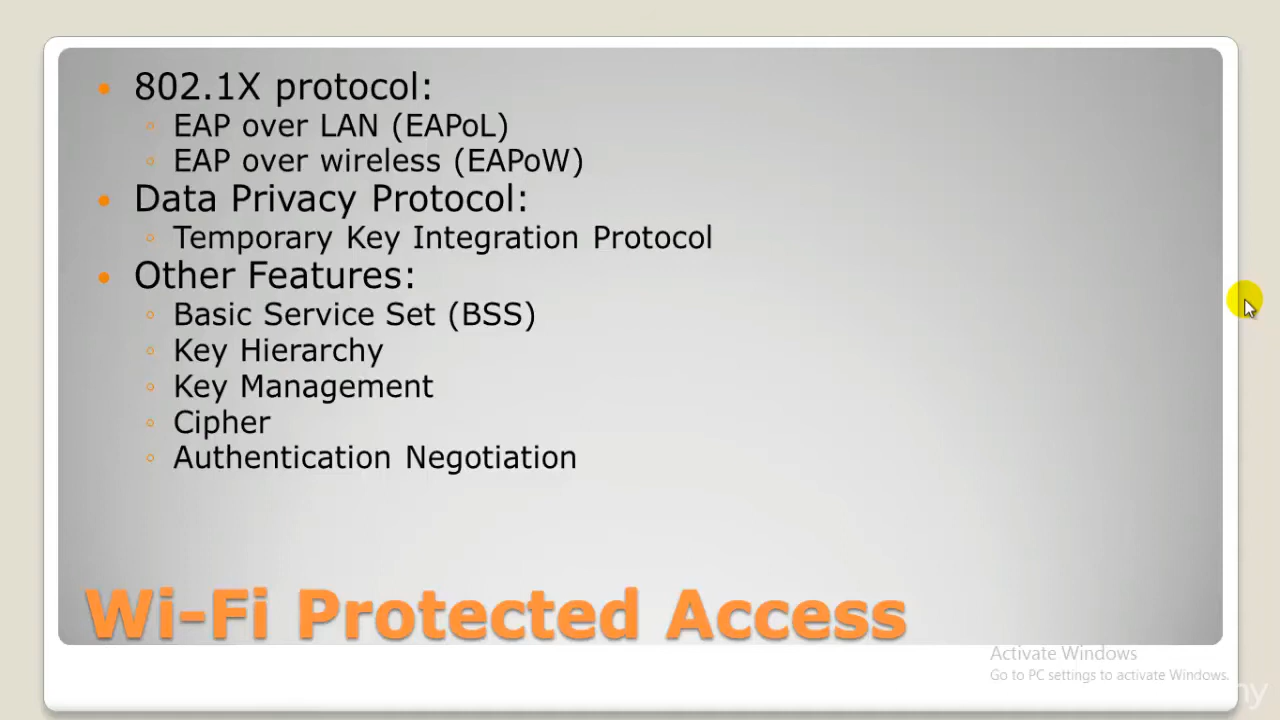 802.1X protocol:
EAP over LAN (EAPoL)
EAP over wireless (EAPoW)
Data Privacy Protocol:
Temporary Key Integration Protocol
Other Features:
Basic Service Set (BSS)
Key Hierarchy
Key Management
Cipher
Authentication Negotiation
Wi-Fi Protected Access
Activate Windows
Go to PC settings to activate Windows.